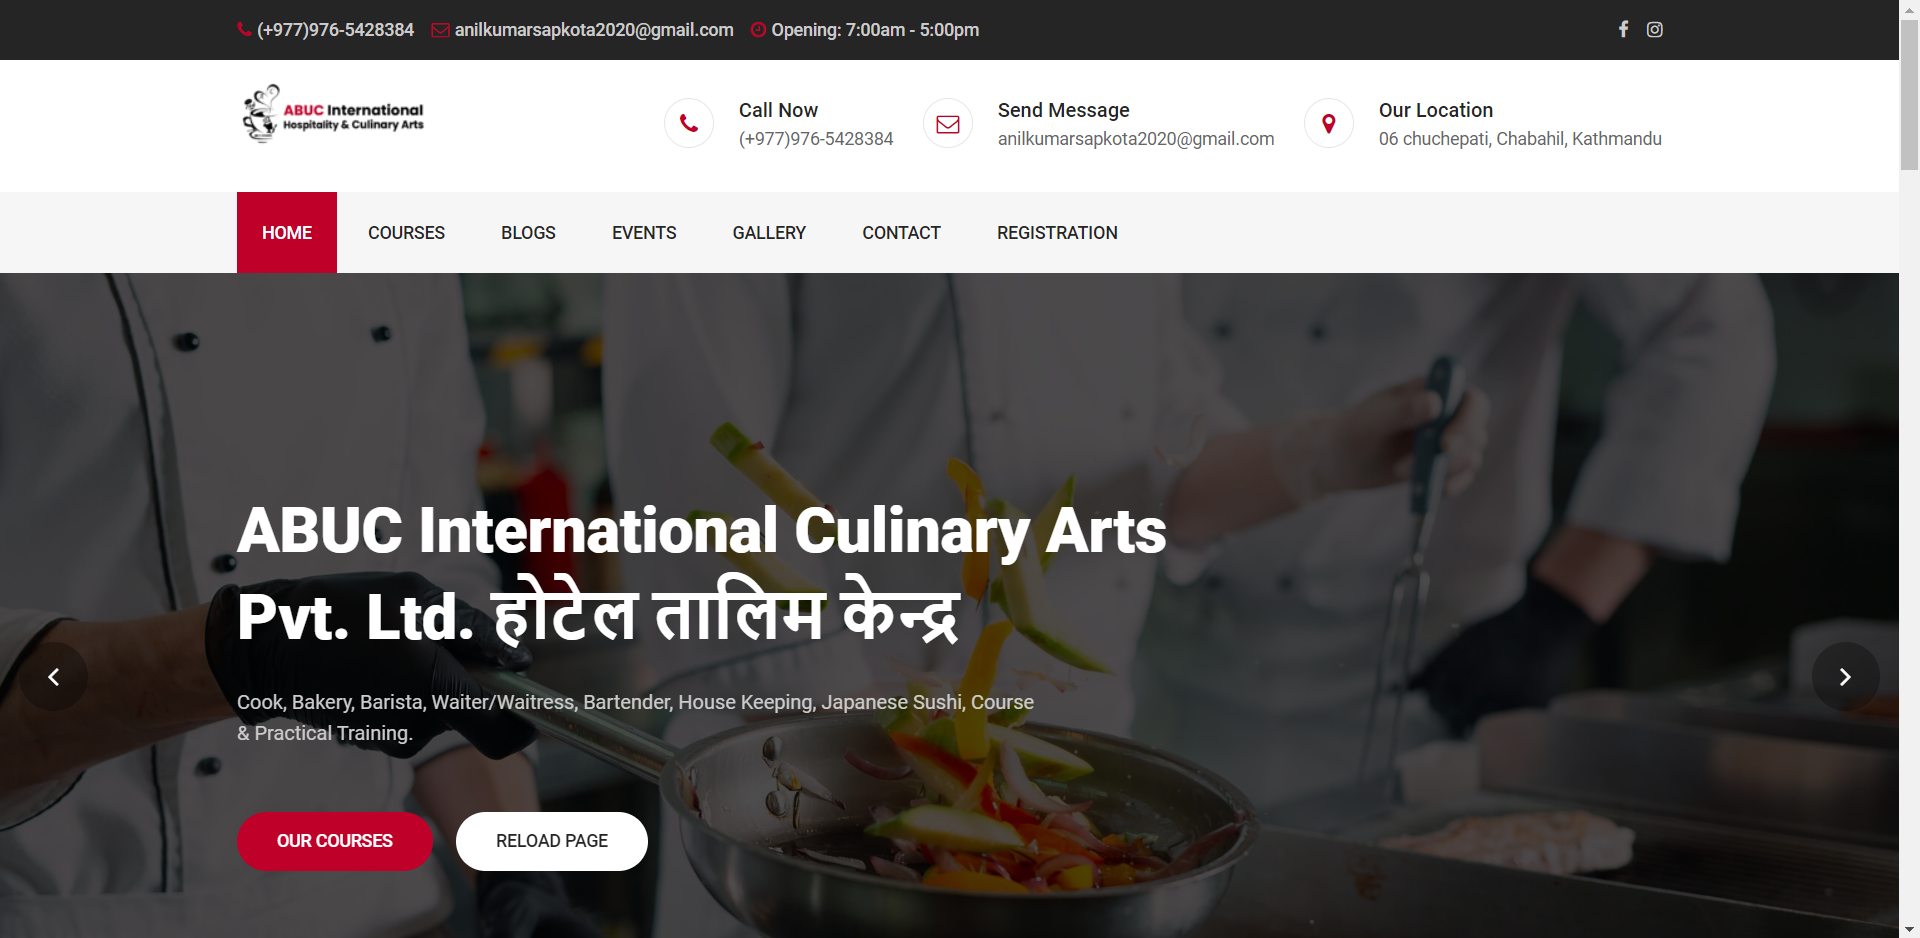 (+977)976-5428384 anilkumarsapkota2020@gmail.com Opening: 7:00am - 5:00pm
ABUC International
Hospitality & Culinary Arts
Call Now
(+977)976-5428384
Send Message
anilkumarsapkota2020@gmail.com
Our Location
06 chuchepati, Chabahil, Kathmandu
HOME COURSES BLOGS EVENTS GALLERY CONTACT REGISTRATION
ABUC International Culinary Arts
Pvt. Ltd. होटेल तालिम केन्द्र
Cook, Bakery, Barista, Waiter/Waitress, Bartender, House Keeping, Japanese Sushi, Course
& Practical Training.
OUR COURSES RELOAD PAGE